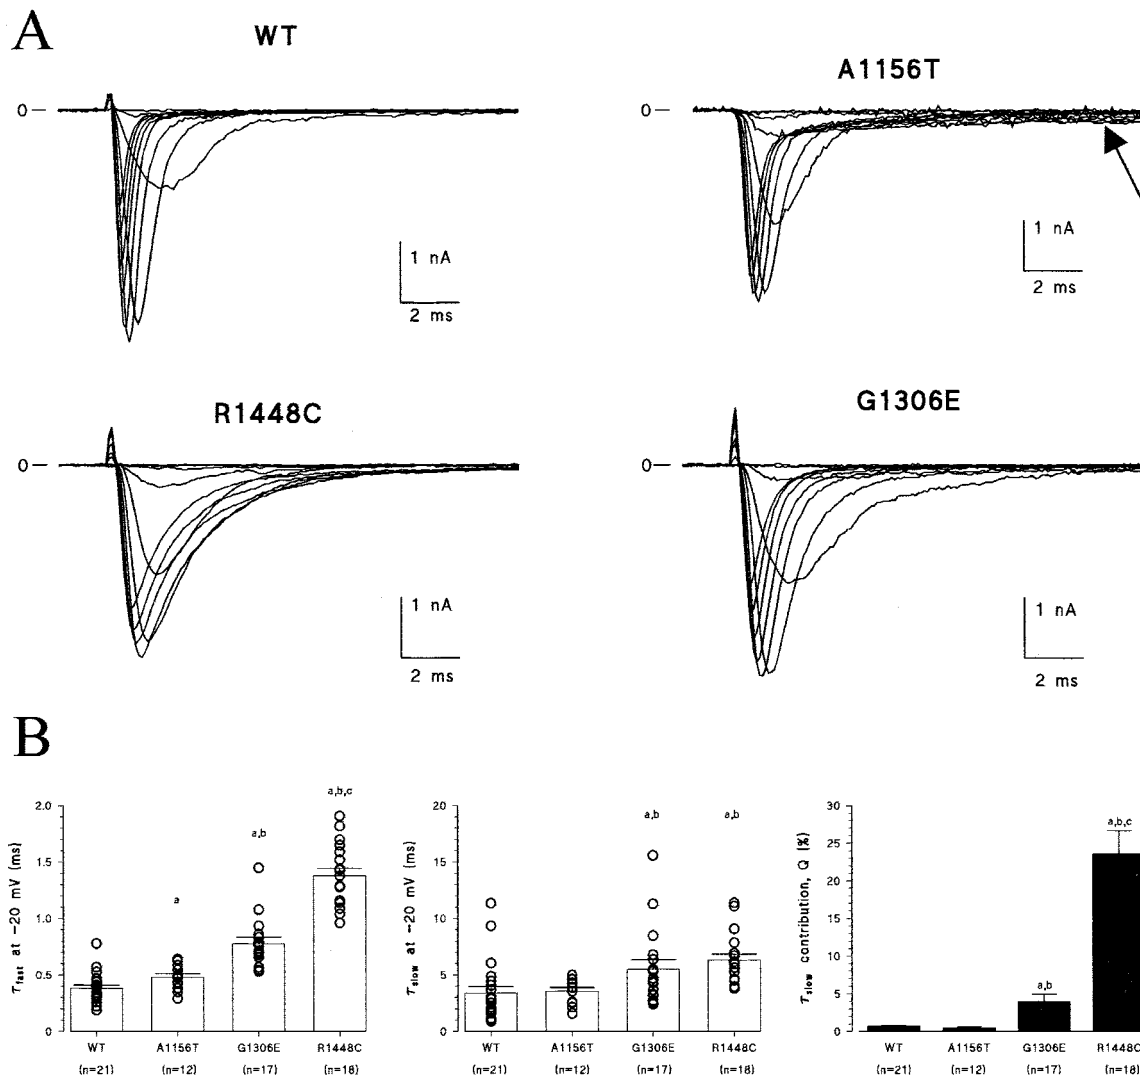 A
WT
0
1 nA
2 ms
A1156T
0
1 nA
2 ms
R1448C
0
1 nA
2 ms
G1306E
0
1 nA
2 ms
B
τfast at -20 mV (ms)
2.0
1.5
1.0
0.5
0
a
a,b
a,b,c
WT
A1156T
G1306E
R1448C
(n=21)
(n=12)
(n=17)
(n=18)
τslow at -20 mV (ms)
20
15
10
5
0
a,b
a,b
WT
A1156T
G1306E
R1448C
(n=21)
(n=12)
(n=17)
(n=18)
τslow contribution, Q (%)
30
25
20
15
10
5
0
a,b
a,b,c
WT
A1156T
G1306E
R1448C
(n=21)
(n=12)
(n=17)
(n=18)